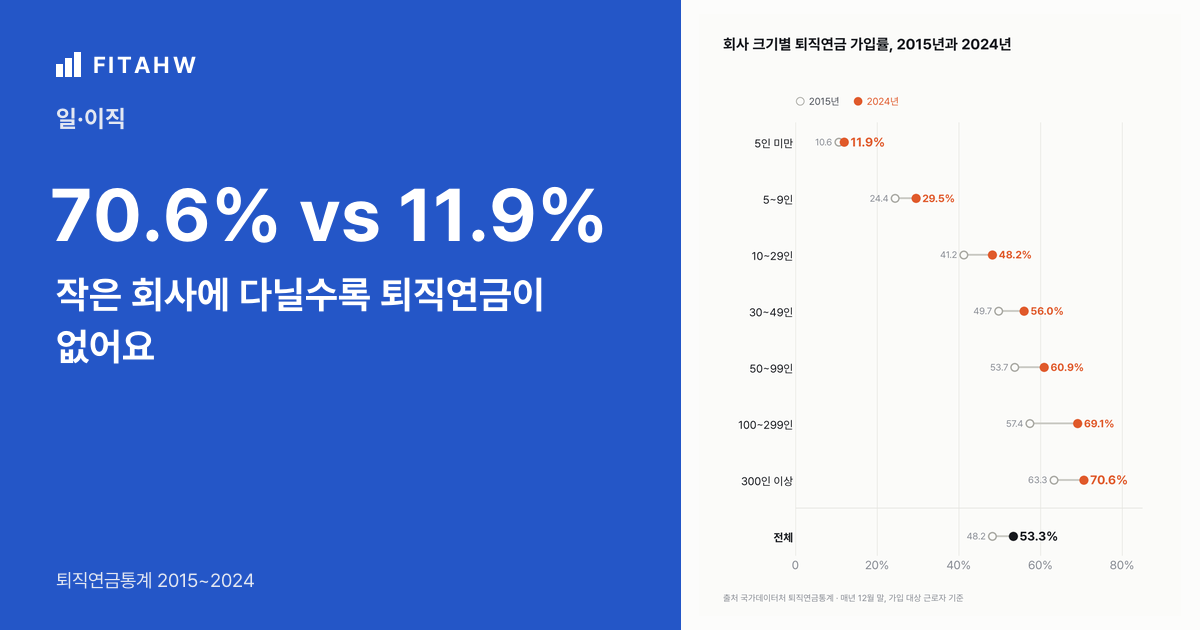 FITAHW
일·이직
70.6% vs 11.9%
작은 회사에 다닐수록 퇴직연금이
없어요
퇴직연금통계 2015~2024
회사 크기별 퇴직연금 가입률, 2015년과 2024년
2015년 2024년
5인 미만 10.6 11.9%
5~9인 24.4 29.5%
10~29인 41.2 48.2%
30~49인 49.7 56.0%
50~99인 53.7 60.9%
100~299인 57.4 69.1%
300인 이상 63.3 70.6%
전체 48.2 53.3%
0 20% 40% 60% 80%
출처 국가데이터처 퇴직연금통계 · 매년 12월 말, 가입 대상 근로자 기준